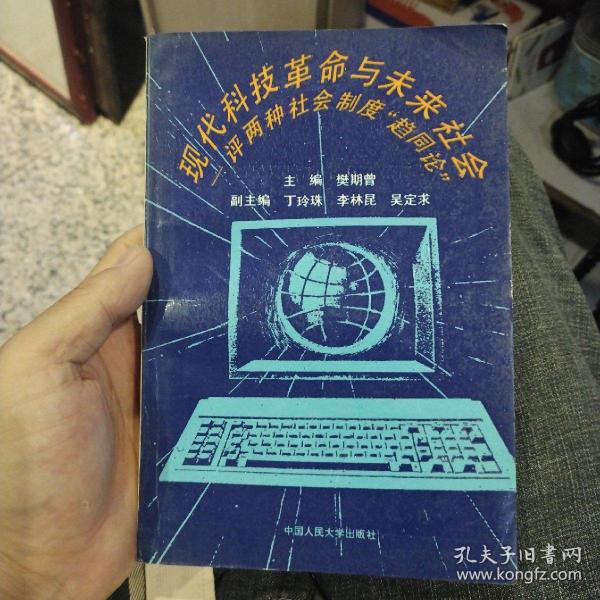 现代科技革命与未来社会
—评两种社会制度“趋同论”
主编 樊期曾
副主编 丁玲珠 李林昆 吴定求
中国人民大学出版社
孔夫子旧书网
www.kongfz.com